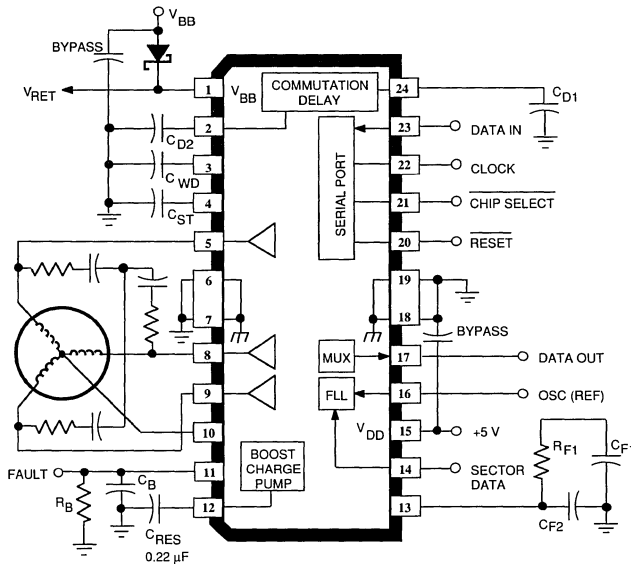 VBB
BYPASS
VRET
1
VBB
COMMUTATION
DELAY
24
CD1
2
CD2
23
DATA IN
3
CWD
22
CLOCK
4
CST
SERIAL PORT
21
CHIP SELECT
5
20
RESET
6
19
7
18
BYPASS
8
MUX
17
DATA OUT
9
FLL
16
OSC (REF)
10
VDD
15
+5 V
FAULT
11
BOOST
CHARGE
PUMP
14
SECTOR
DATA
RF1
CF1
RB
CB
12
13
CF2
CRES
0.22 µF